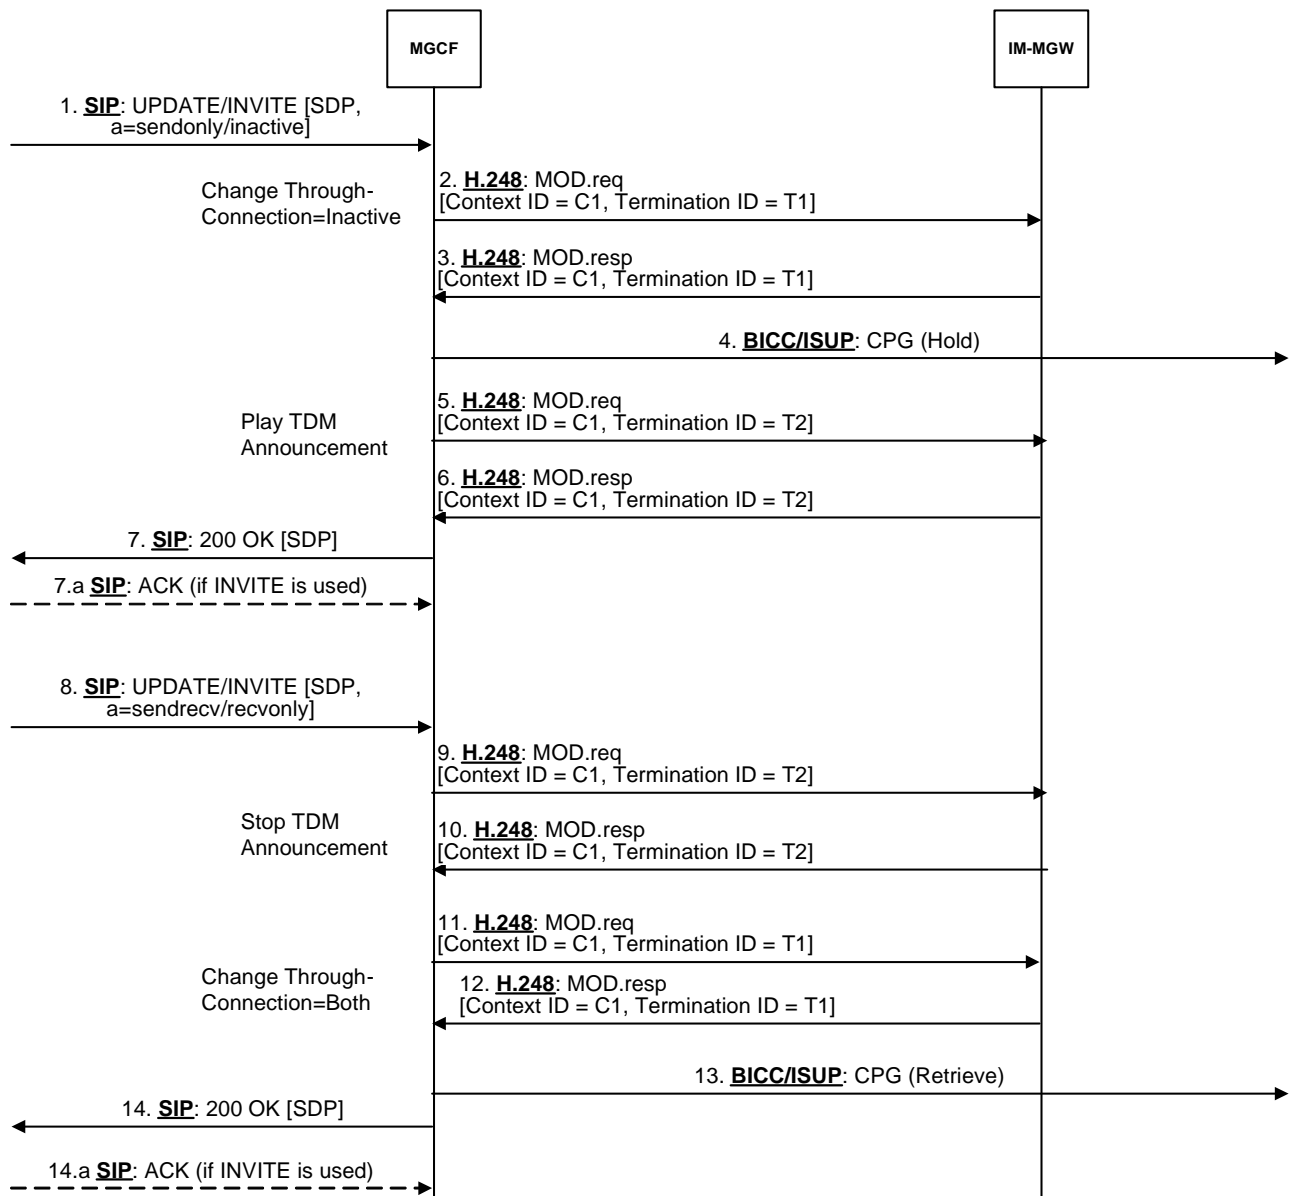 MGCF
IM-MGW
1. SIP: UPDATE/INVITE [SDP,
a=sendonly/inactive]
Change Through-
Connection=Inactive
2. H.248: MOD.req
[Context ID = C1, Termination ID = T1]
3. H.248: MOD.resp
[Context ID = C1, Termination ID = T1]
4. BICC/ISUP: CPG (Hold)
Play TDM
Announcement
5. H.248: MOD.req
[Context ID = C1, Termination ID = T2]
6. H.248: MOD.resp
[Context ID = C1, Termination ID = T2]
7. SIP: 200 OK [SDP]
7.a SIP: ACK (if INVITE is used)
8. SIP: UPDATE/INVITE [SDP,
a=sendrecv/recvonly]
9. H.248: MOD.req
[Context ID = C1, Termination ID = T2]
Stop TDM
Announcement
10. H.248: MOD.resp
[Context ID = C1, Termination ID = T2]
11. H.248: MOD.req
[Context ID = C1, Termination ID = T1]
Change Through-
Connection=Both
12. H.248: MOD.resp
[Context ID = C1, Termination ID = T1]
13. BICC/ISUP: CPG (Retrieve)
14. SIP: 200 OK [SDP]
14.a SIP: ACK (if INVITE is used)